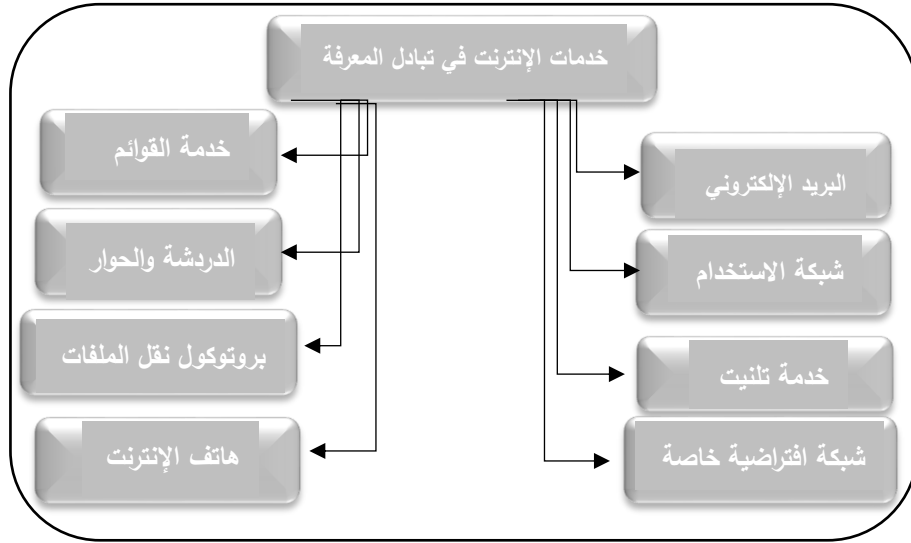 خدمات الإنترنت في تبادل المعرفة
البريد الإلكتروني
شبكة الاستخدام
خدمة تلنيت
شبكة افتراضية خاصة
خدمة القوائم
الدردشة والحوار
بروتوكول نقل الملفات
هاتف الإنترنت